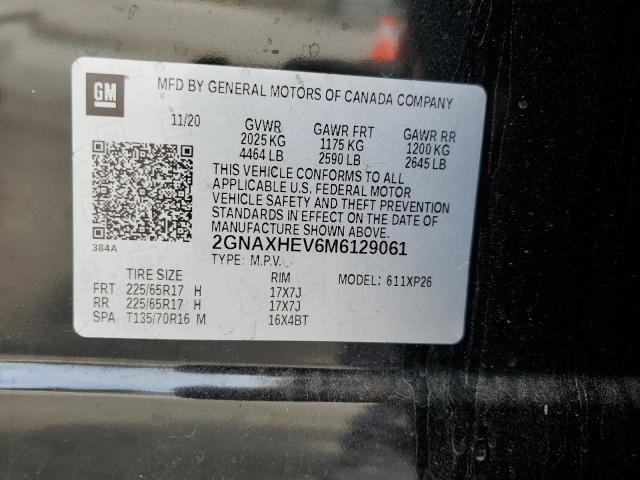 GM
MFD BY GENERAL MOTORS OF CANADA COMPANY
11/20 GVWR GAWR FRT GAWR RR
2025 KG 1175 KG 1200 KG
4464 LB 2590 LB 2645 LB
THIS VEHICLE CONFORMS TO ALL
APPLICABLE U.S. FEDERAL MOTOR
VEHICLE SAFETY AND THEFT PREVENTION
STANDARDS IN EFFECT ON THE DATE OF
MANUFACTURE SHOWN ABOVE.
384A 2GNAXHEV6M6129061
TYPE: M.P.V. MODEL: 611XP26
TIRE SIZE RIM
FRT 225/65R17 H 17X7J
RR 225/65R17 H 17X7J
SPA T135/70R16 M 16X4BT